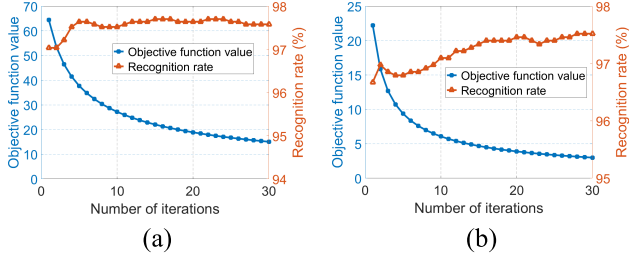 70
60
50
40
30
20
10
0
Objective function value
98
97
96
95
94
Recognition rate (%)
Objective function value
Recognition rate
0 10 20 30
Number of iterations
(a)
25
20
15
10
5
0
Objective function value
98
97
96
95
Recognition rate (%)
Objective function value
Recognition rate
0 10 20 30
Number of iterations
(b)